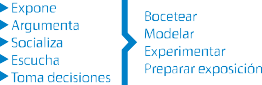 Expone
Argumenta
Socializa
Escucha
Toma decisiones
Bocetear
Modelar
Experimentar
Preparar exposición